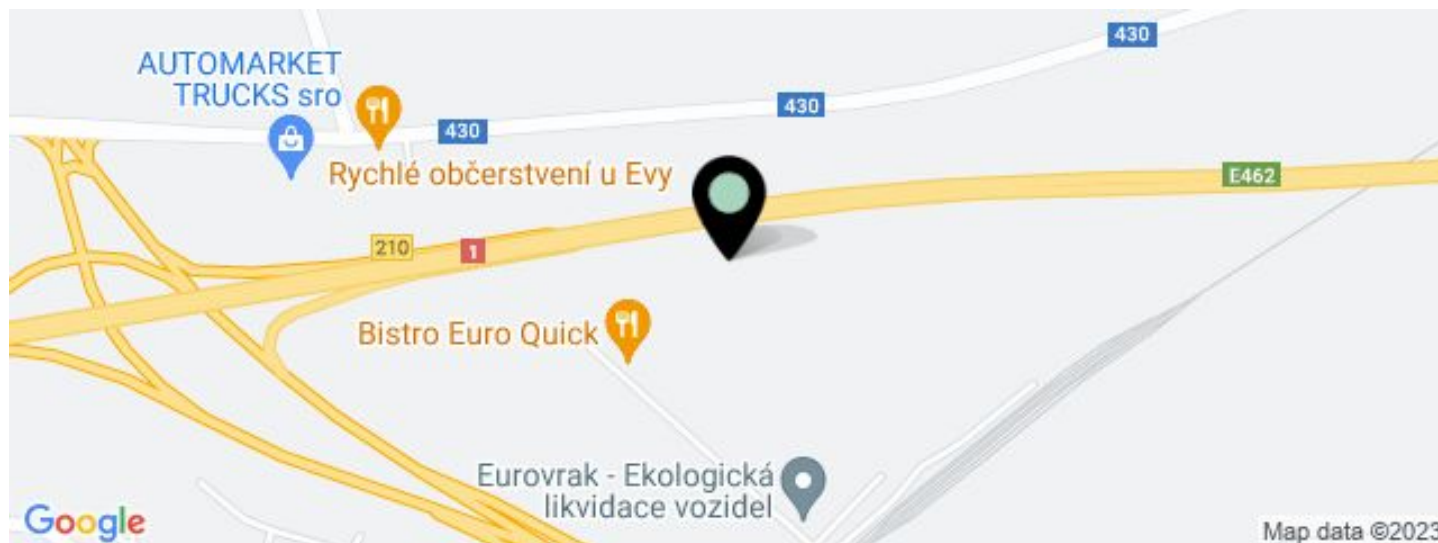 430
AUTOMARKET
TRUCKS sro
430
430
Rychlé občerstvení u Evy
E462
210
1
Bistro Euro Quick
Eurovrak - Ekologická
likvidace vozidel
Google
Map data ©2023